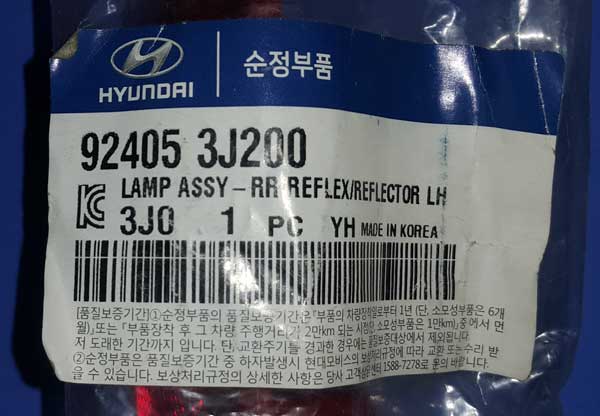 HYUNDAI
순정부품
92405 3J200
LAMP ASSY – RR REFLEX/REFLECTOR LH
3J0 1 PC YH MADE IN KOREA
[품질보증기간]①순정부품의 품질보증기간은 「부품의 차량장착일로부터 1년 (단, 소모성부품은 6개
월)」또는 「부품장착 후 그 차량 주행거리가 2만km 되는 시점(단, 소모성부품은 1만km)」중에서 먼
저 도래한 기간까지 입니다. 단, 교환주기를 경과한 경우에는 품질보증대상에서 제외됩니다.
②순정부품은 품질보증기간 중 하자발생시 현대모비스의 보상처리규정에 따라 교환 또는 수리 받
을 수 있습니다. 보상처리규정의 상세한 사항은 당사 고객센터 1588-7278로 문의 바랍니다.